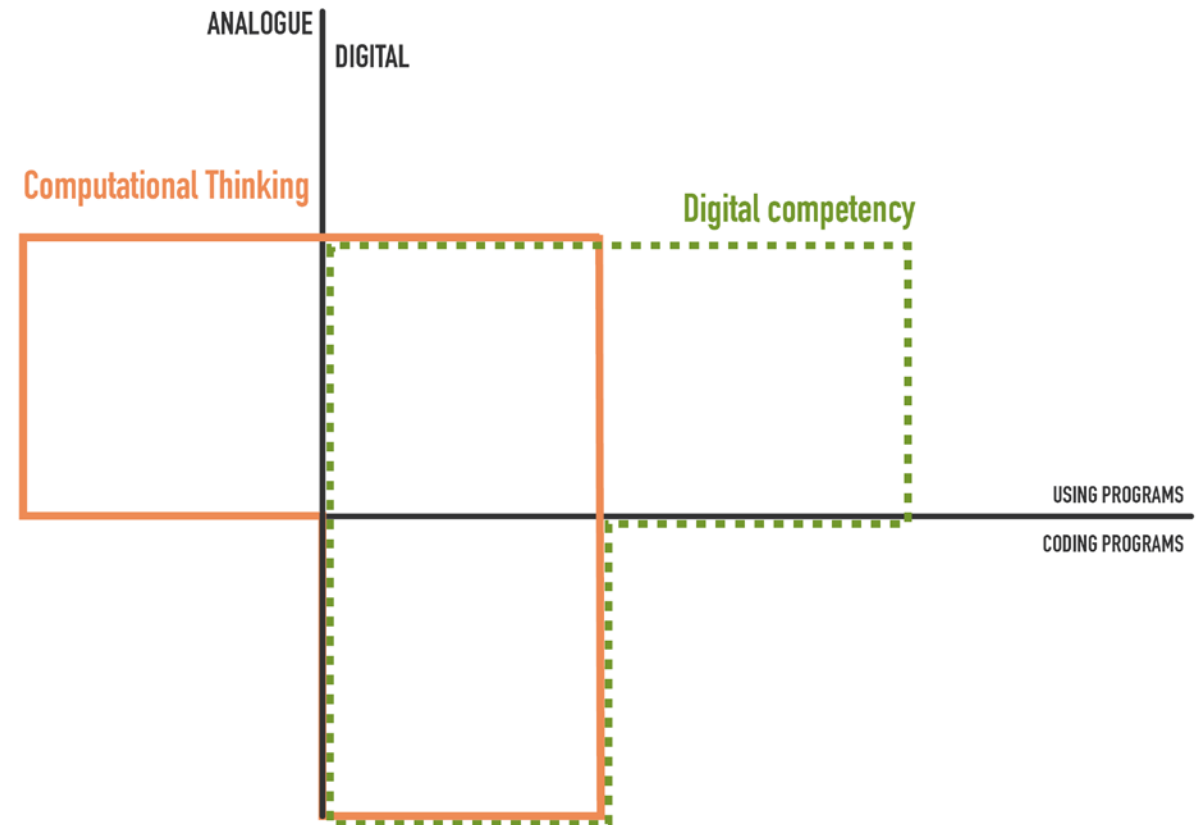 ANALOGUE
DIGITAL
Computational Thinking
Digital competency
USING PROGRAMS
CODING PROGRAMS